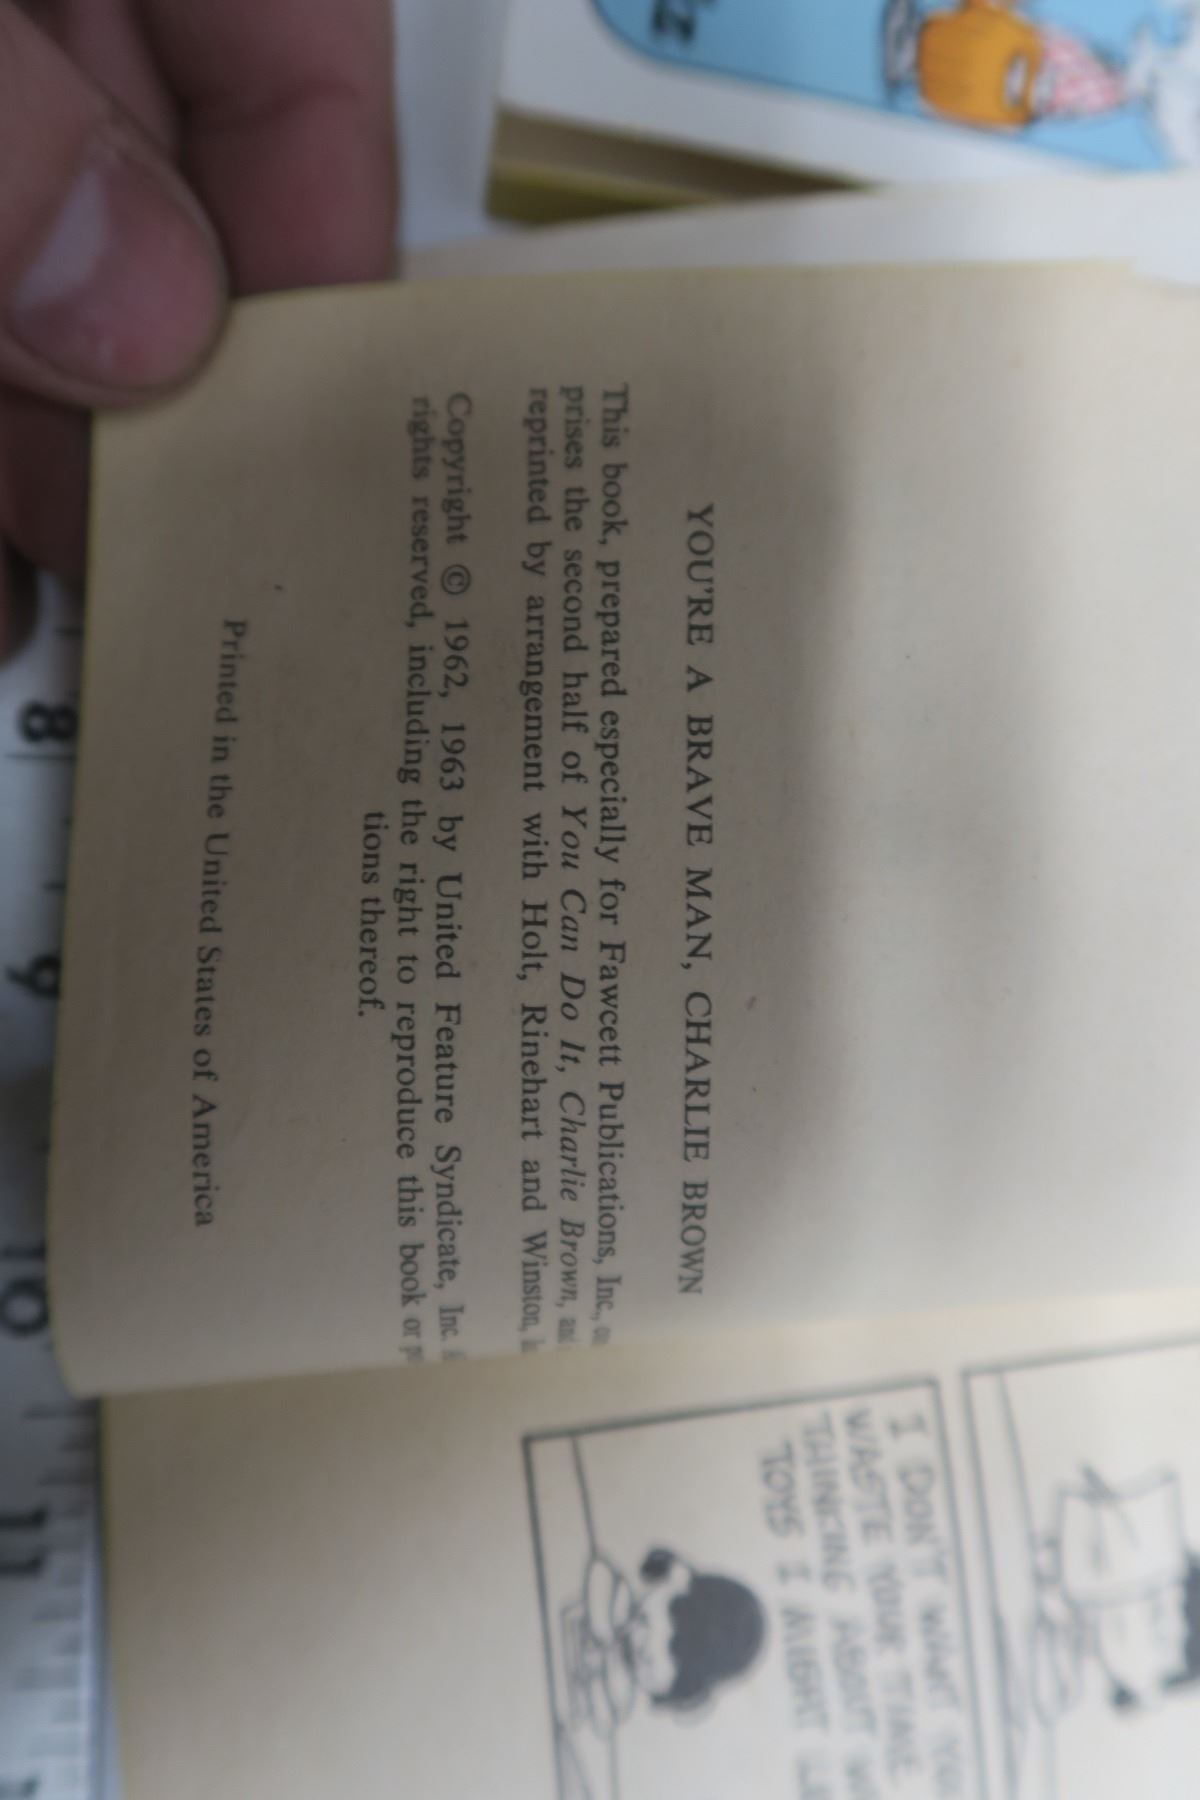 YOU'RE A BRAVE MAN, CHARLIE BROWN
This book, prepared especially for Fawcett Publications, Inc.,
prises the second half of You Can Do It, Charlie Brown,
reprinted by arrangement with Holt, Rinehart and Winston,
Copyright © 1962, 1963 by United Feature Syndicate, Inc.
rights reserved, including the right to reproduce this book or
tions thereof.
Printed in the United States of America
I DON'T WANT YOU
WASTE YOUR TIME
THINKING ABOUT
TOYS I MIGHT
8
9
10
11